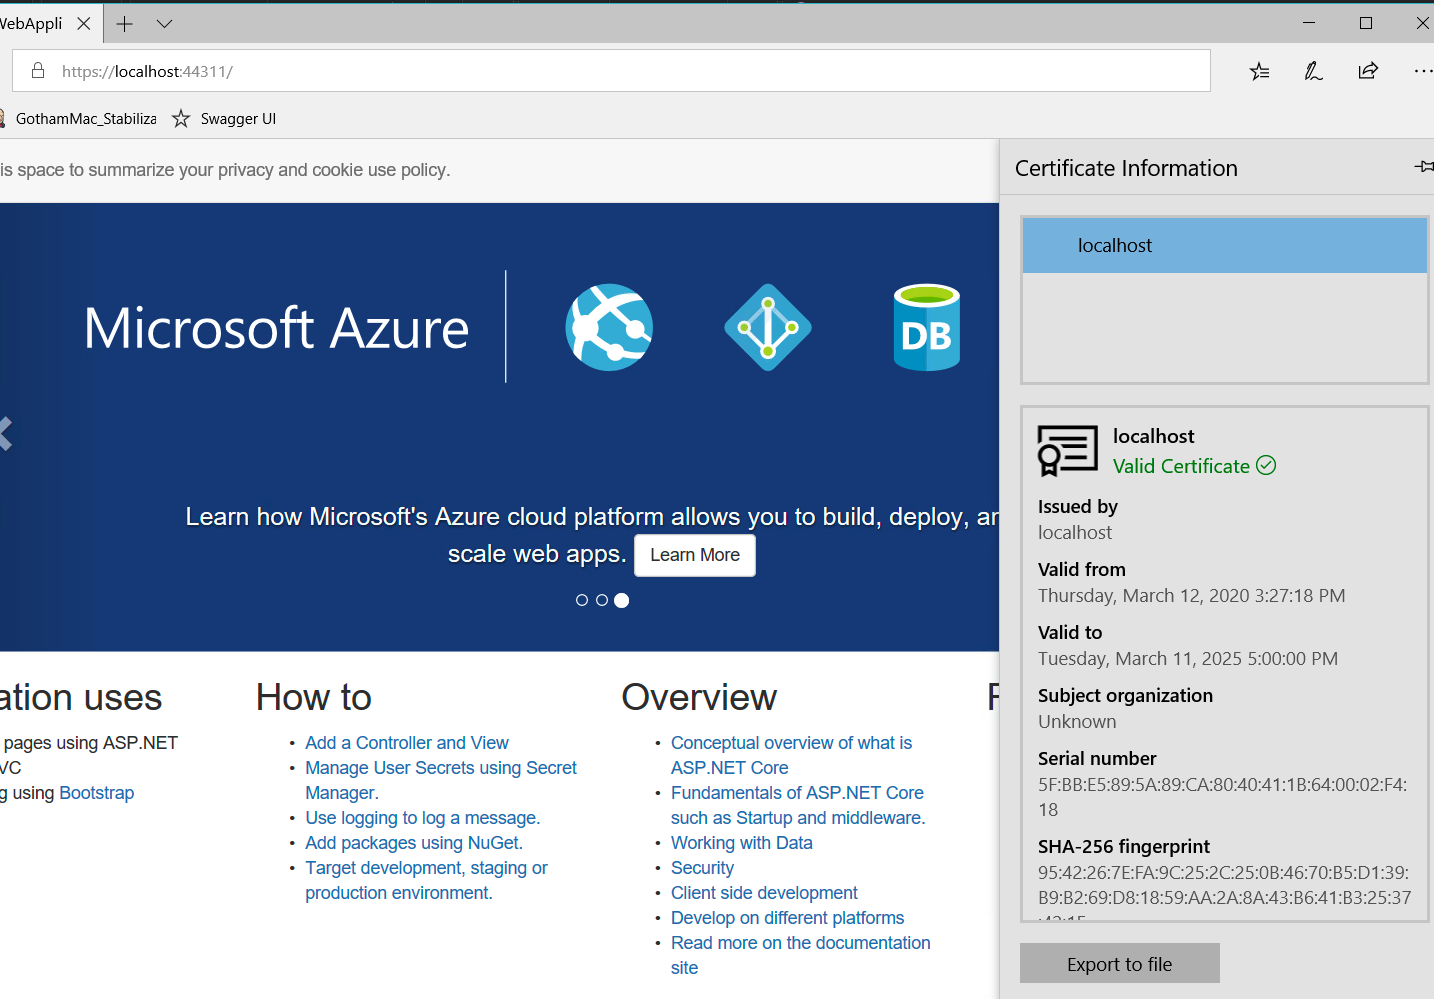 WebAppli
https://localhost:44311/
GothamMac_Stabiliza
Swagger UI
is space to summarize your privacy and cookie use policy.
Microsoft Azure
DB
Learn how Microsoft's Azure cloud platform allows you to build, deploy, an
scale web apps.
Learn More
ation uses
pages using ASP.NET
VC
g using Bootstrap
How to
• Add a Controller and View
• Manage User Secrets using Secret
Manager.
• Use logging to log a message.
• Add packages using NuGet.
• Target development, staging or
production environment.
Overview
• Conceptual overview of what is
ASP.NET Core
• Fundamentals of ASP.NET Core
such as Startup and middleware.
• Working with Data
• Security
• Client side development
• Develop on different platforms
• Read more on the documentation
site
Certificate Information
localhost
localhost
Valid Certificate
Issued by
localhost
Valid from
Thursday, March 12, 2020 3:27:18 PM
Valid to
Tuesday, March 11, 2025 5:00:00 PM
Subject organization
Unknown
Serial number
5F:BB:E5:89:5A:89:CA:80:40:41:1B:64:00:02:F4:
18
SHA-256 fingerprint
95:42:26:7E:FA:9C:25:2C:25:0B:46:70:B5:D1:39:
B9:B2:69:D8:18:59:AA:2A:8A:43:B6:41:B3:25:37
Export to file